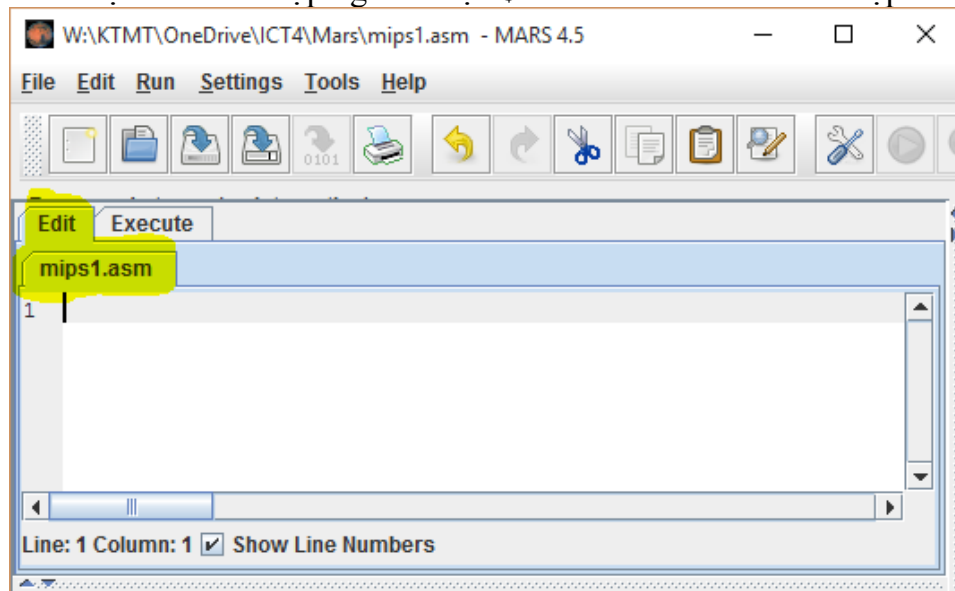 W:\KTMT\OneDrive\ICT4\Mars\mips1.asm - MARS 4.5
File Edit Run Settings Tools Help
0101
Edit Execute
mips1.asm
1
Line: 1 Column: 1 Show Line Numbers